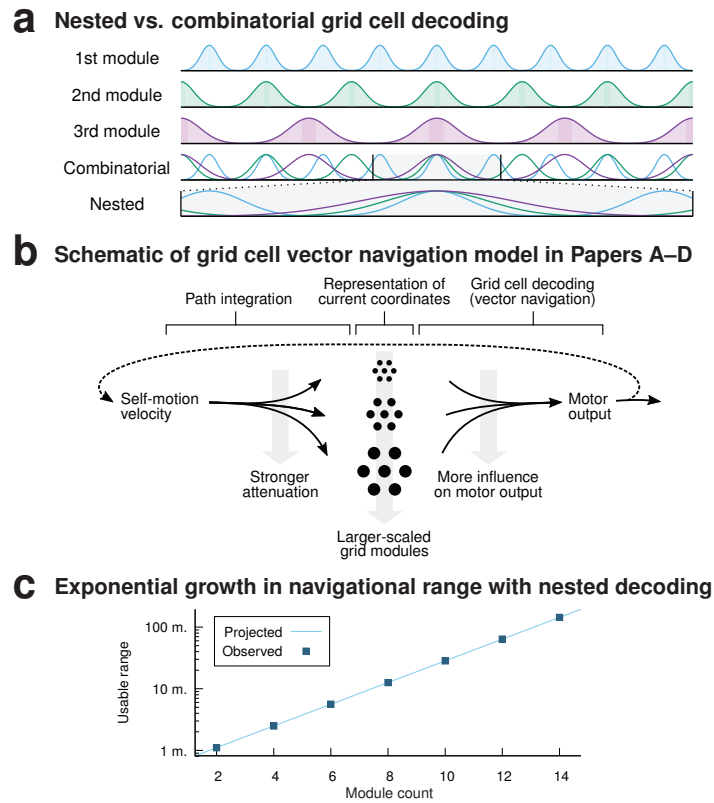 a Nested vs. combinatorial grid cell decoding
1st module
2nd module
3rd module
Combinatorial
Nested
b Schematic of grid cell vector navigation model in Papers A–D
Path integration
Representation of
current coordinates
Grid cell decoding
(vector navigation)
Self-motion
velocity
Motor
output
Stronger
attenuation
More influence
on motor output
Larger-scaled
grid modules
c Exponential growth in navigational range with nested decoding
Usable range
100 m.
10 m.
1 m.
Projected
Observed
2 4 6 8 10 12 14
Module count